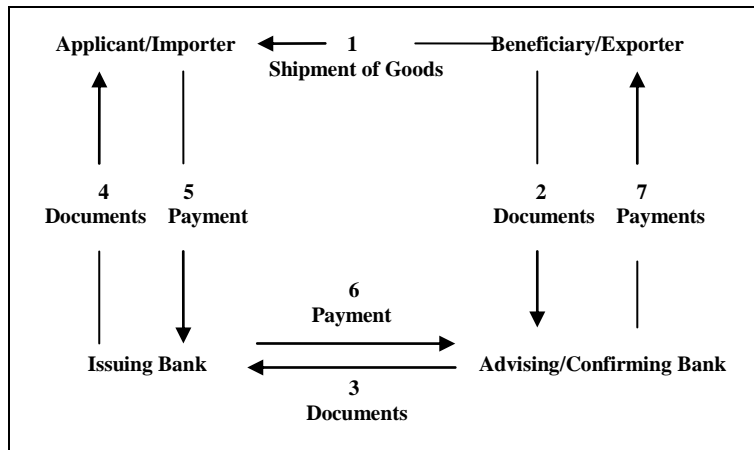 Applicant/Importer 1 Beneficiary/Exporter
Shipment of Goods
4 5 2 7
Documents Payment Documents Payments
6
Payment
Issuing Bank Advising/Confirming Bank
3
Documents